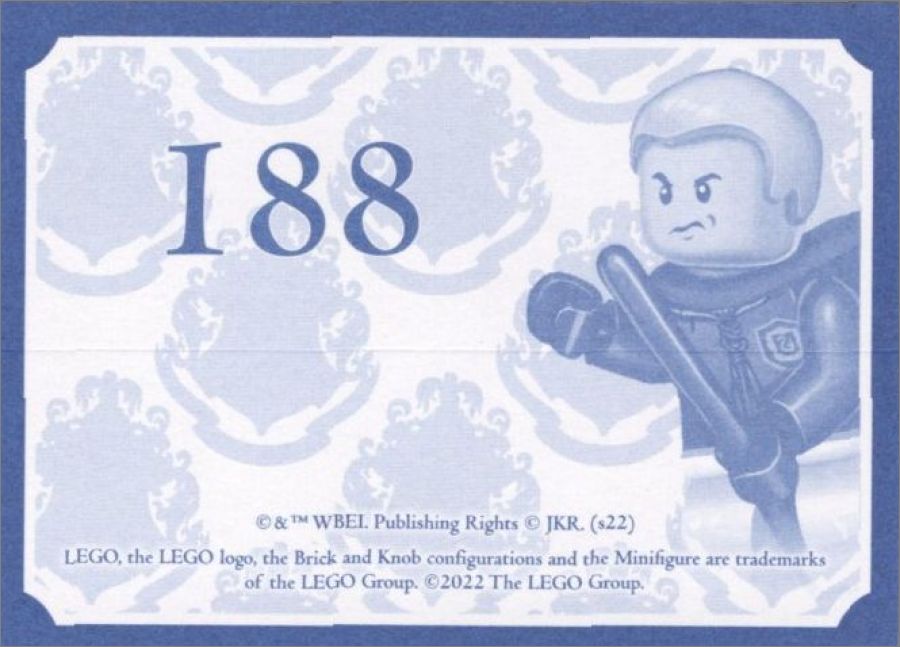 188
©&™ WBEI. Publishing Rights © JKR. (s22)
LEGO, the LEGO logo, the Brick and Knob configurations and the Minifigure are trademarks
of the LEGO Group. ©2022 The LEGO Group.